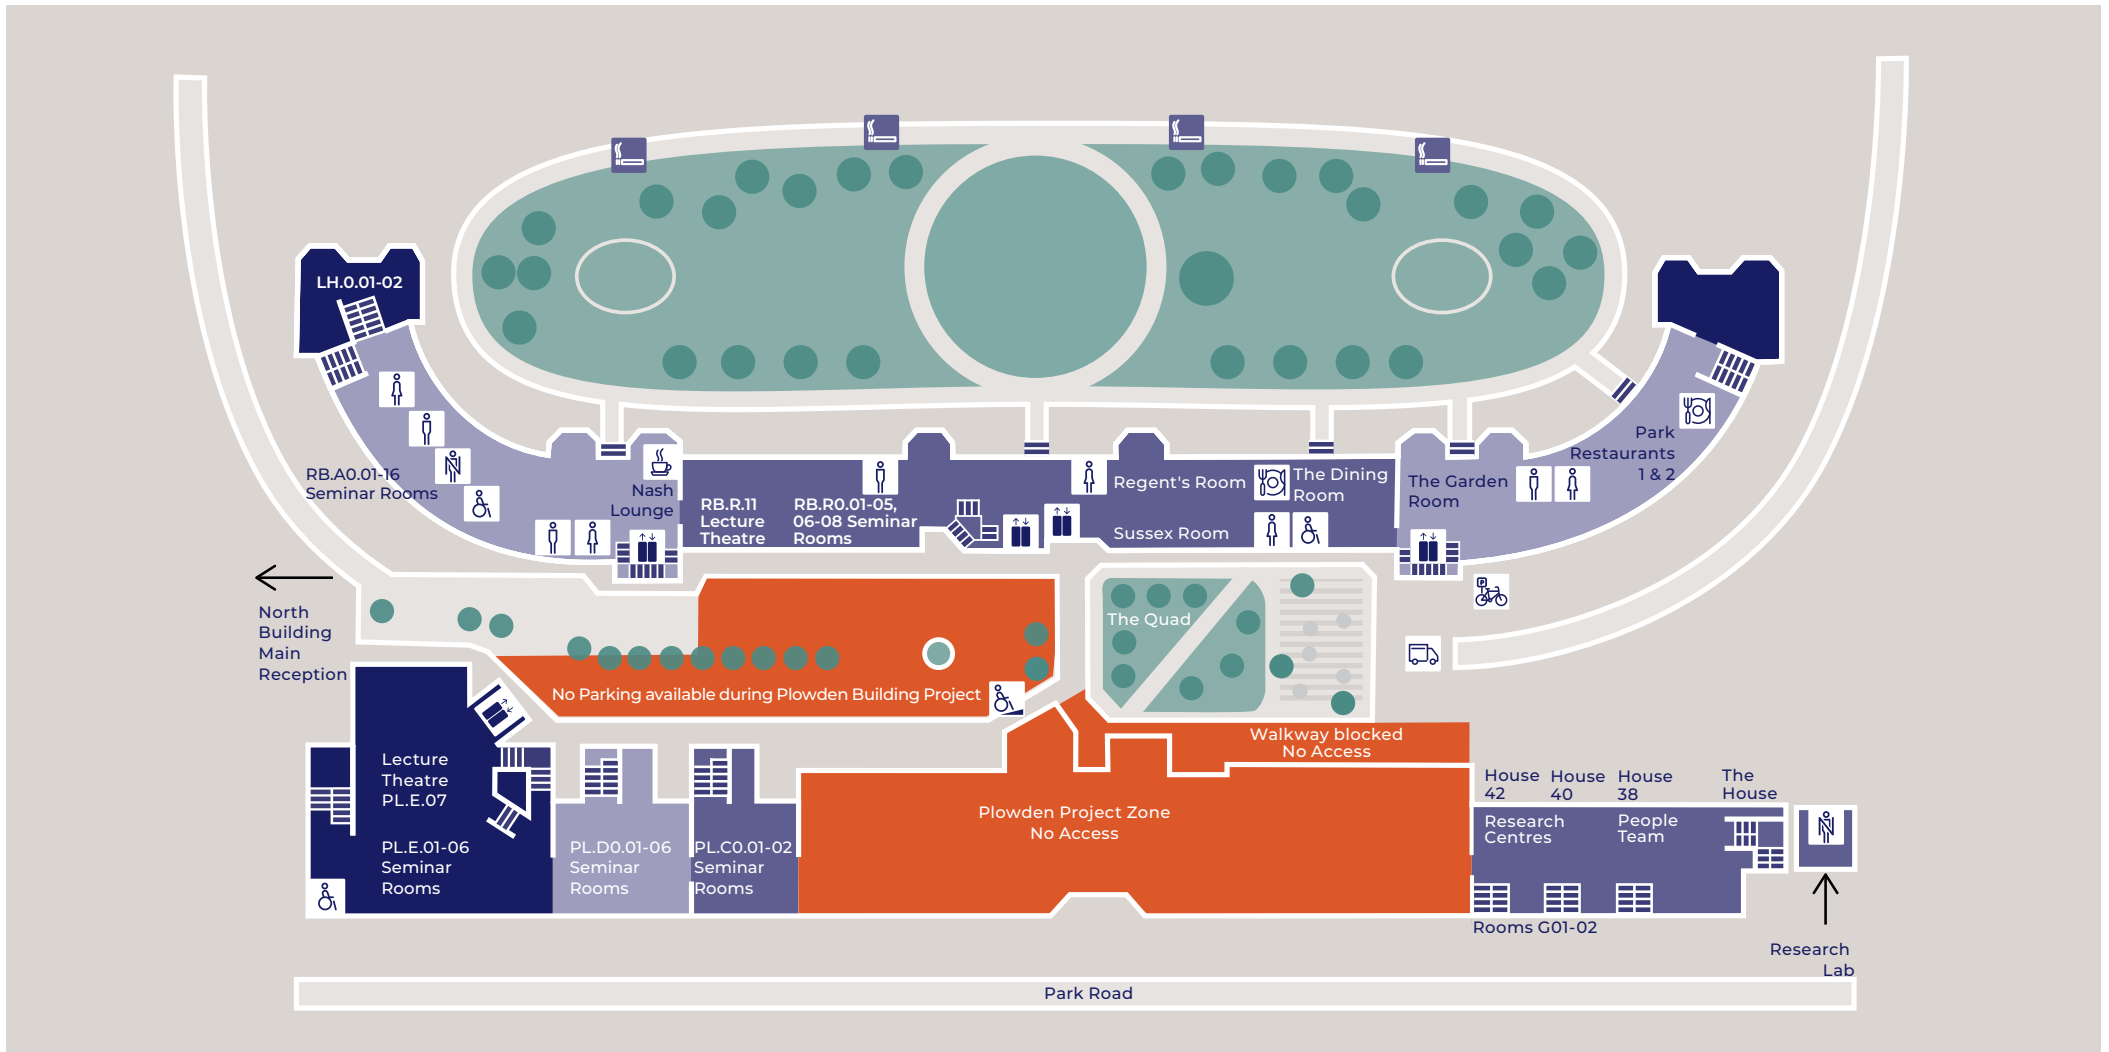 LH.0.01-02
RB.A0.01-16
Seminar Rooms
Nash
Lounge
RB.R.11
Lecture
Theatre
RB.R0.01-05,
06-08 Seminar
Rooms
Regent's Room
Sussex Room
The Dining
Room
The Garden
Room
Park
Restaurants
1 & 2
North
Building
Main
Reception
The Quad
P
No Parking available during Plowden Building Project
Walkway blocked
No Access
Lecture
Theatre
PL.E.07
PL.E.01-06
Seminar
Rooms
PL.D0.01-06
Seminar
Rooms
PL.C0.01-02
Seminar
Rooms
Plowden Project Zone
No Access
House
42
House
40
House
38
The
House
Research
Centres
People
Team
Rooms G01-02
Research
Lab
Park Road